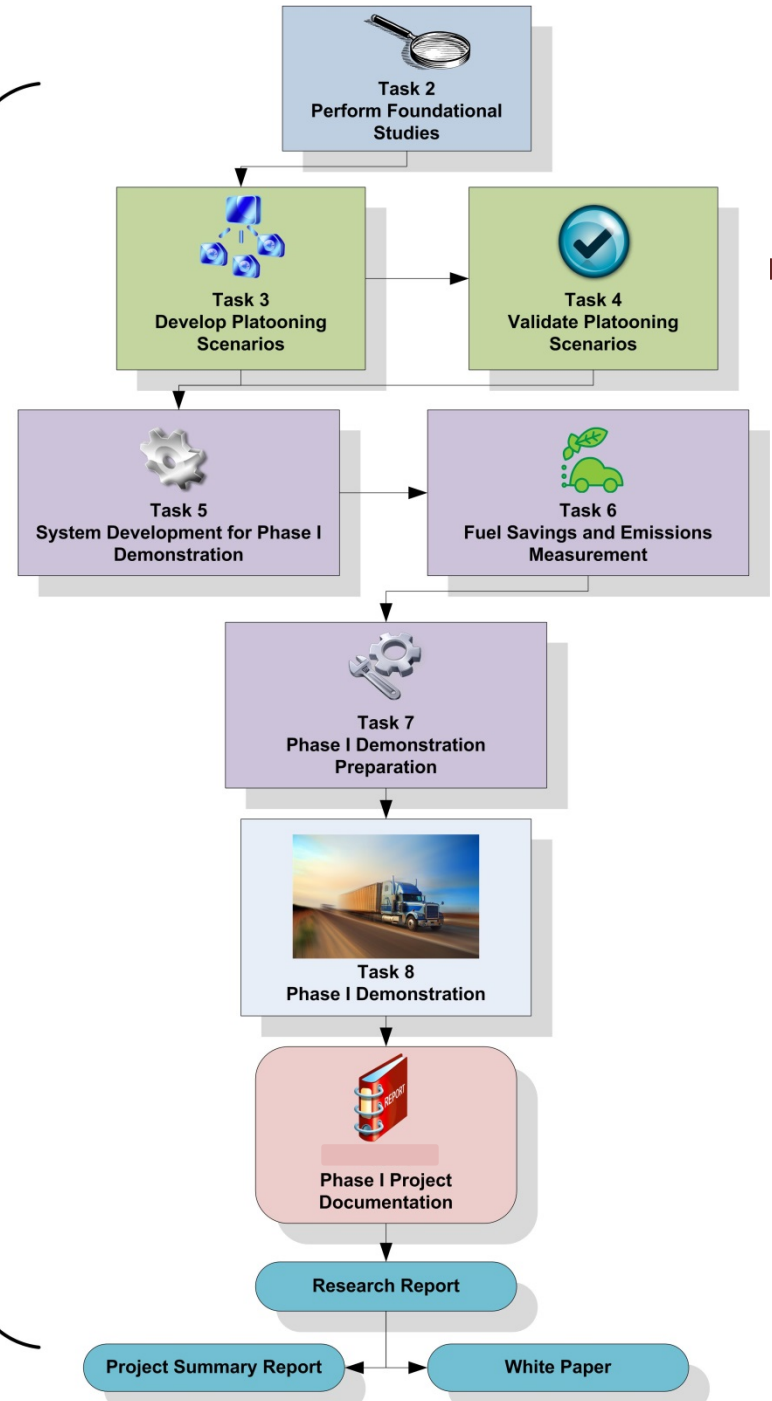 Task 2
Perform Foundational
Studies
Task 3
Develop Platooning
Scenarios
Task 4
Validate Platooning
Scenarios
Task 5
System Development for Phase I
Demonstration
Task 6
Fuel Savings and Emissions
Measurement
Task 7
Phase I Demonstration
Preparation
Task 8
Phase I Demonstration
REPORT
Phase I Project
Documentation
Research Report
Project Summary Report
White Paper